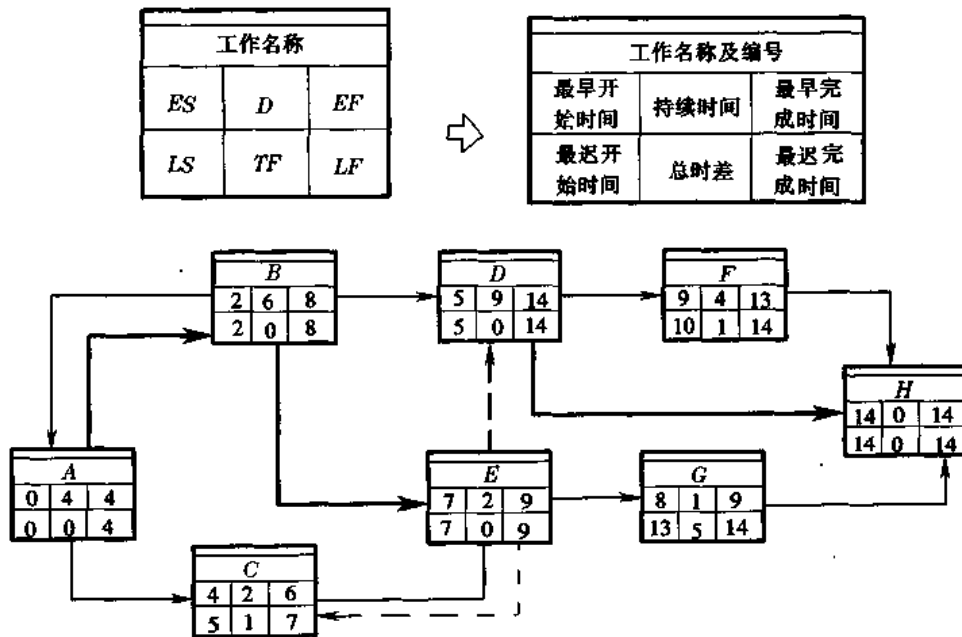 工作名称
ES D EF
LS TF LF
工作名称及编号
最早开始时间 持续时间 最早完成时间
最迟开始时间 总时差 最迟完成时间
B
2 6 8
2 0 8
D
5 9 14
5 0 14
F
9 4 13
10 1 14
H
14 0 14
14 0 14
A
0 4 4
0 0 4
E
7 2 9
7 0 9
G
8 1 9
13 5 14
C
4 2 6
5 1 7